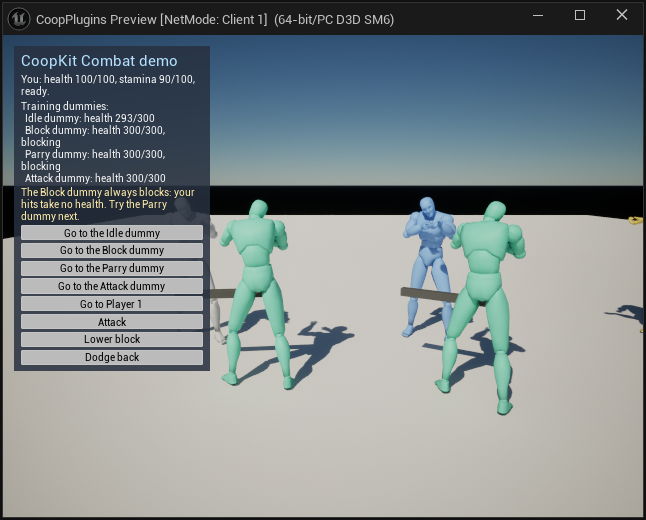 CoopPlugins Preview [NetMode: Client 1]  (64-bit/PC D3D SM6)
CoopKit Combat demo
You: health 100/100, stamina 90/100,
ready.
Training dummies:
Idle dummy: health 293/300
Block dummy: health 300/300,
blocking
Parry dummy: health 300/300,
blocking
Attack dummy: health 300/300
The Block dummy always blocks: your
hits take no health. Try the Parry
dummy next.
Go to the Idle dummy
Go to the Block dummy
Go to the Parry dummy
Go to the Attack dummy
Go to Player 1
Attack
Lower block
Dodge back